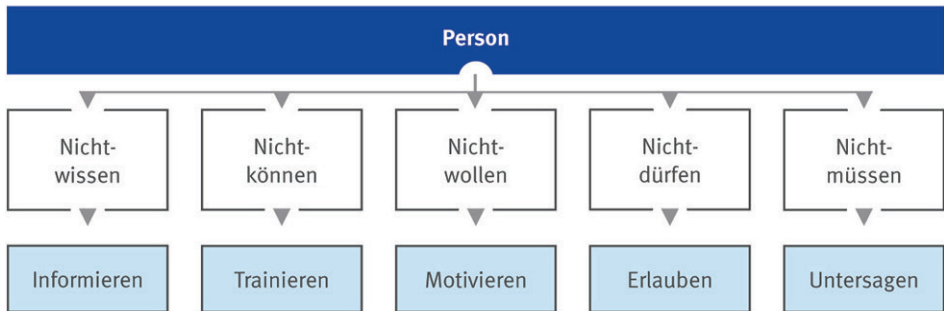 Person
Nicht-
wissen
Nicht-
können
Nicht-
wollen
Nicht-
dürfen
Nicht-
müssen
Informieren
Trainieren
Motivieren
Erlauben
Untersagen